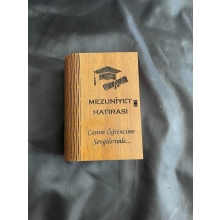 MEZUNİYET
HATIRASI
Canım Öğrencime
Sevgilerimle...